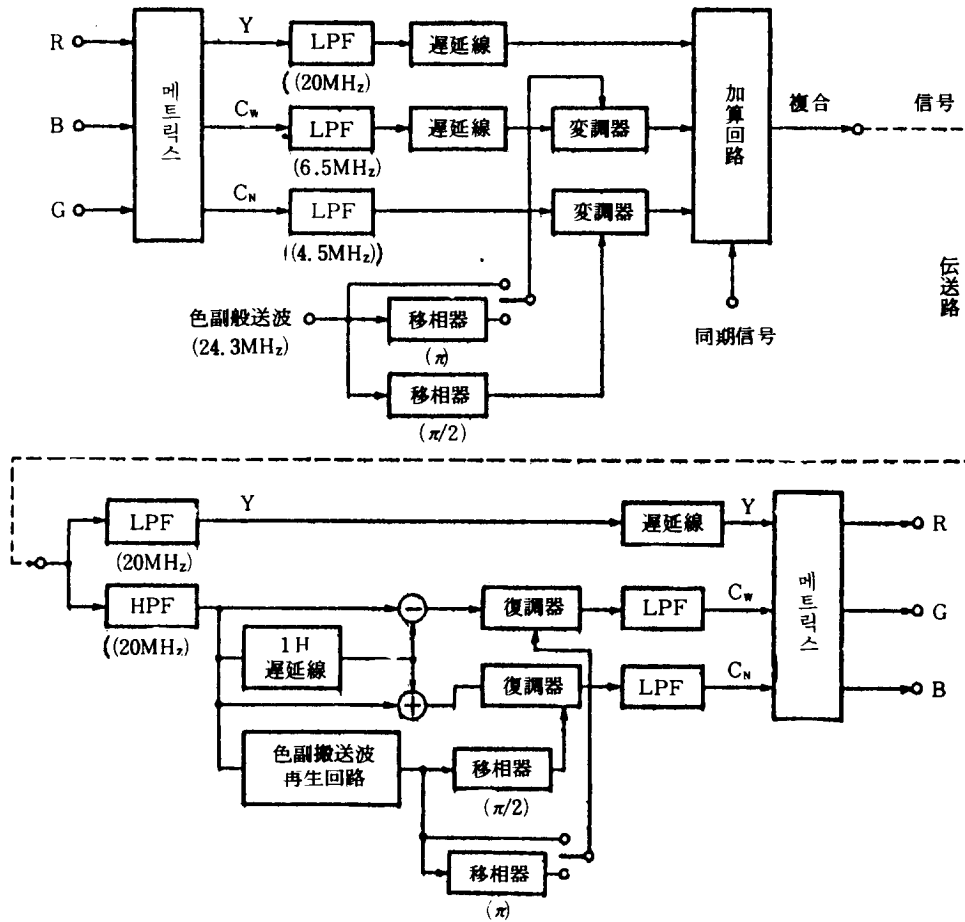 R
B
G
메트릭스
Y
LPF
((20MHz)
遅延線
Cw
LPF
(6.5MHz)
遅延線
変調器
CN
LPF
((4.5MHz))
変調器
加算回路
複合
信号
伝送路
同期信号
色副般送波
(24.3MHz)
移相器
(π)
移相器
(π/2)
LPF
(20MHz)
Y
遅延線
Y
HPF
((20MHz)
1H
遅延線
色副搬送波
再生回路
復調器
LPF
Cw
復調器
LPF
CN
移相器
(π/2)
移相器
(π)
메트릭스
R
G
B